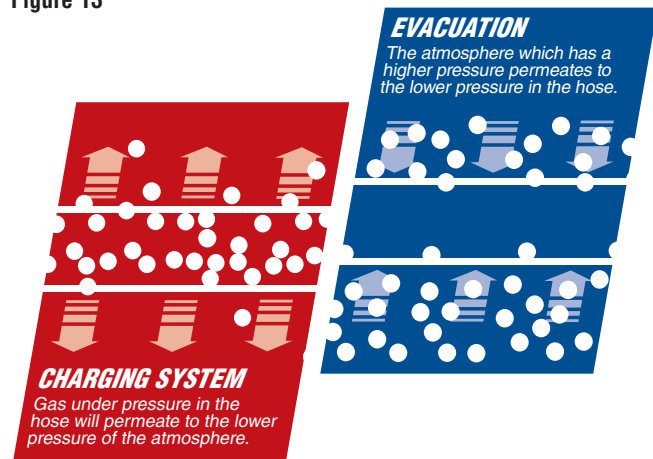 Figure 13
EVACUATION
The atmosphere which has a
higher pressure permeates to
the lower pressure in the hose.
CHARGING SYSTEM
Gas under pressure in the
hose will permeate to the lower
pressure of the atmosphere.